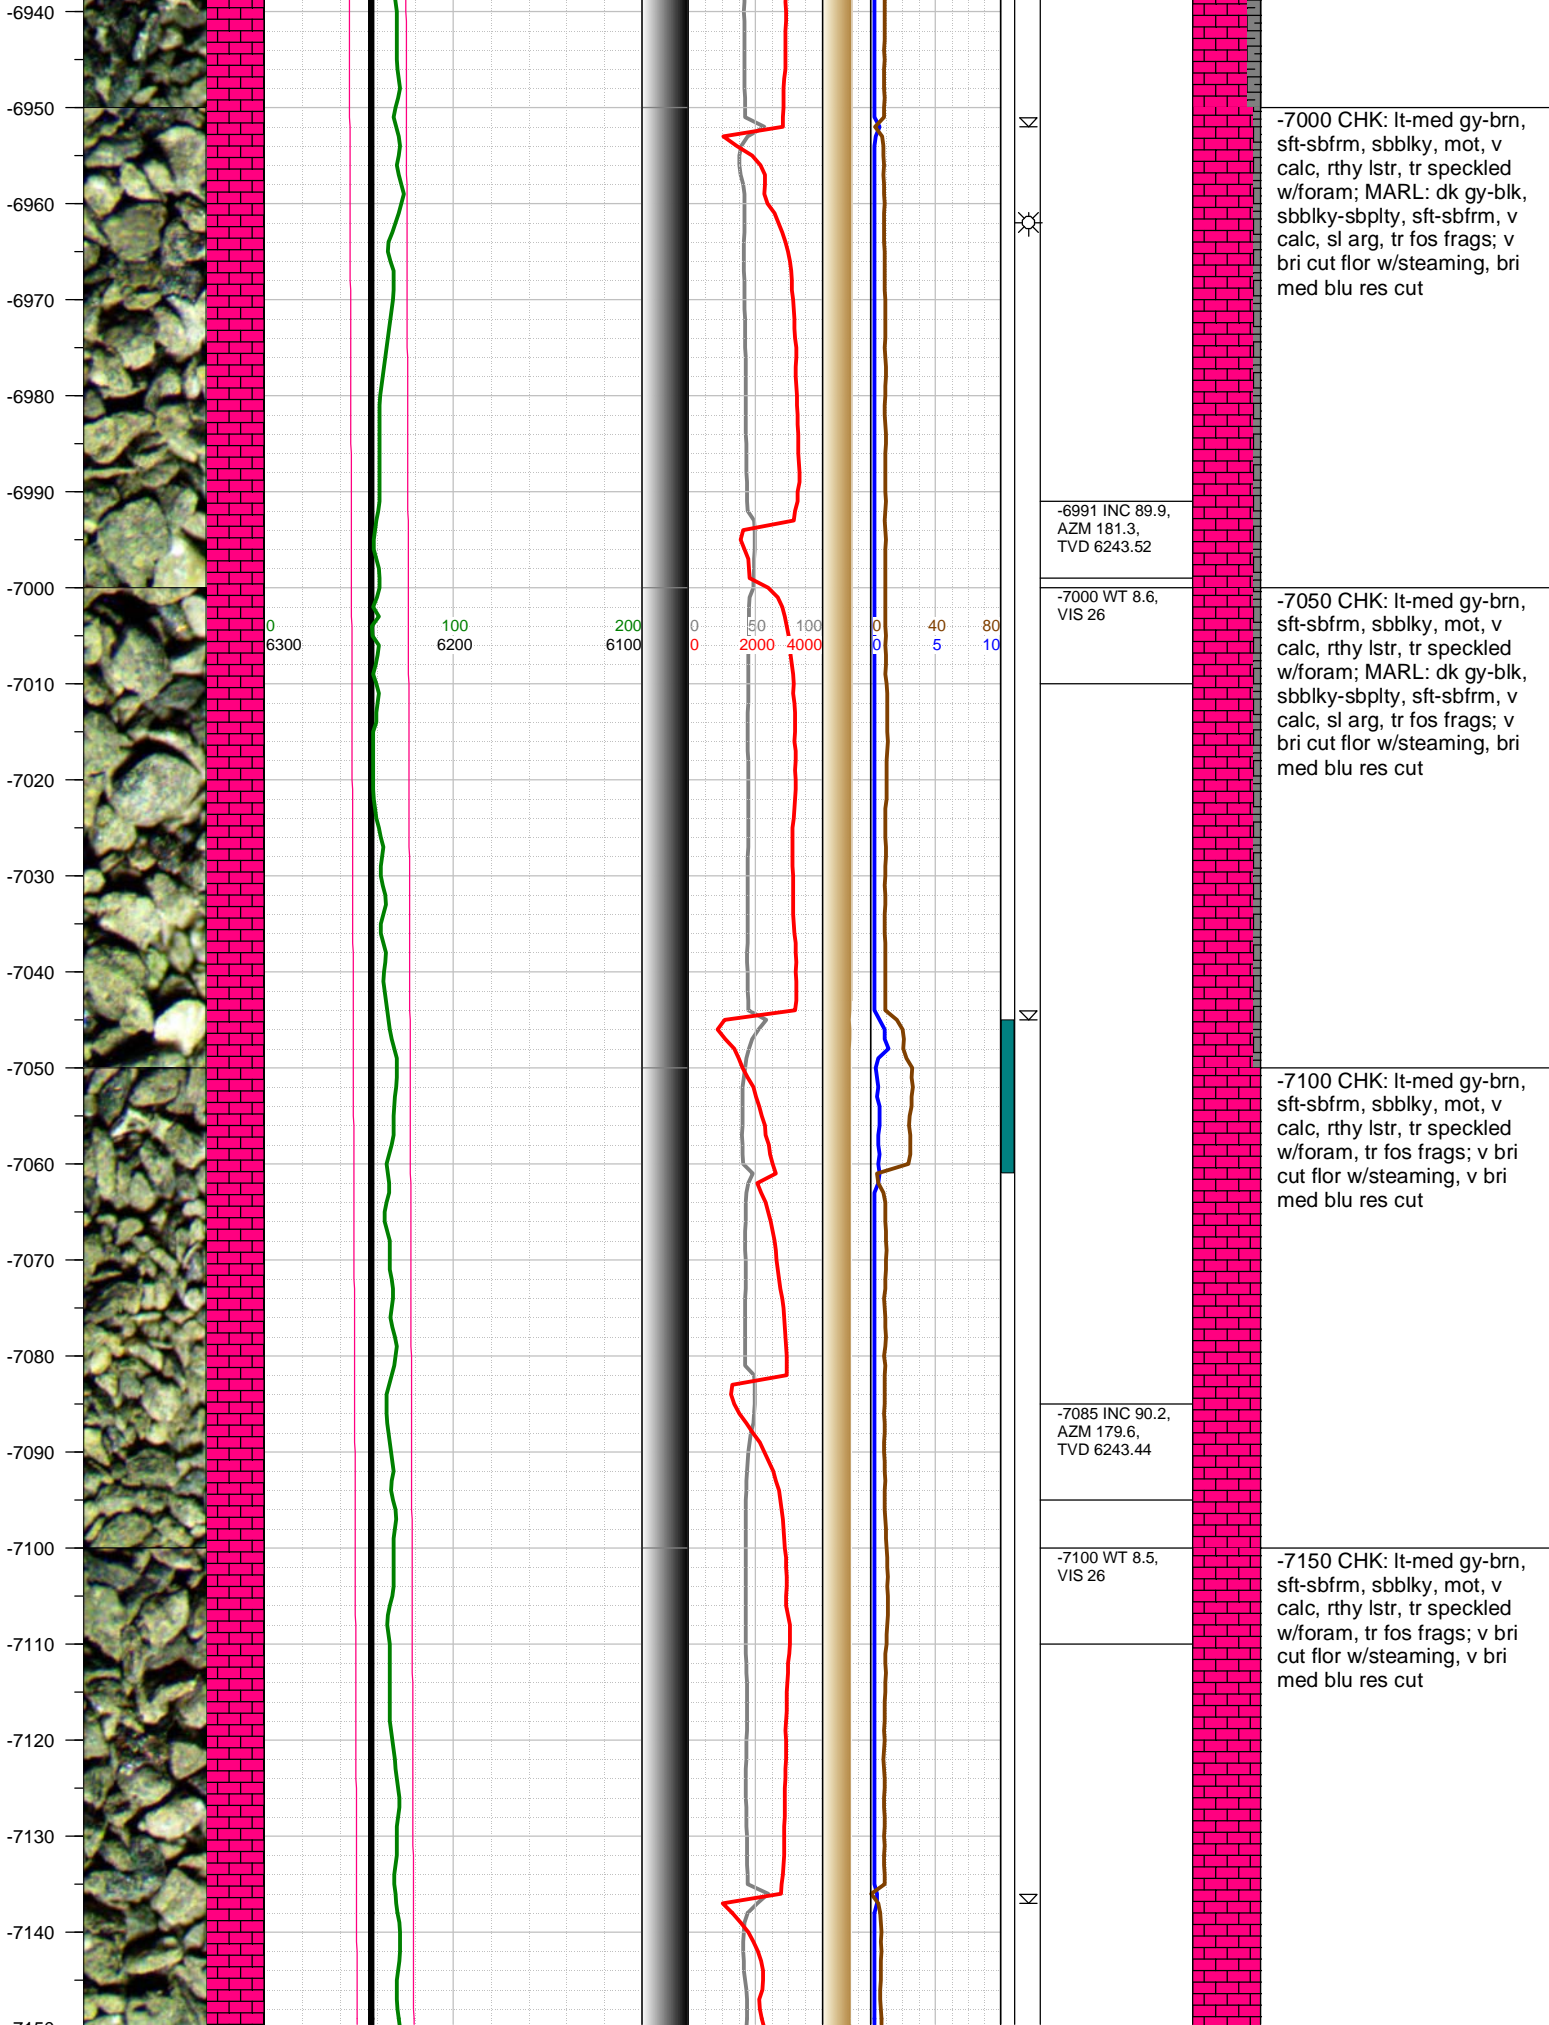 -6940
-6950
-6960
-6970
-6980
-6990
-7000
-7010
-7020
-7030
-7040
-7050
-7060
-7070
-7080
-7090
-7100
-7110
-7120
-7130
-7140
0 100 200
6300 6200 6100
0 50 100
0 2000 4000
0 40 80
0 5 10
-6991 INC 89.9,
AZM 181.3,
TVD 6243.52
-7000 WT 8.6,
VIS 26
-7085 INC 90.2,
AZM 179.6,
TVD 6243.44
-7100 WT 8.5,
VIS 26
-7000 CHK: lt-med gy-brn,
sft-sbfrm, sbblky, mot, v
calc, rthy lstr, tr speckled
w/foram; MARL: dk gy-blk,
sbblky-sbplty, sft-sbfrm, v
calc, sl arg, tr fos frags; v
bri cut flor w/steaming, bri
med blu res cut
-7050 CHK: lt-med gy-brn,
sft-sbfrm, sbblky, mot, v
calc, rthy lstr, tr speckled
w/foram; MARL: dk gy-blk,
sbblky-sbplty, sft-sbfrm, v
calc, sl arg, tr fos frags; v
bri cut flor w/steaming, bri
med blu res cut
-7100 CHK: lt-med gy-brn,
sft-sbfrm, sbblky, mot, v
calc, rthy lstr, tr speckled
w/foram, tr fos frags; v bri
cut flor w/steaming, v bri
med blu res cut
-7150 CHK: lt-med gy-brn,
sft-sbfrm, sbblky, mot, v
calc, rthy lstr, tr speckled
w/foram, tr fos frags; v bri
cut flor w/steaming, v bri
med blu res cut